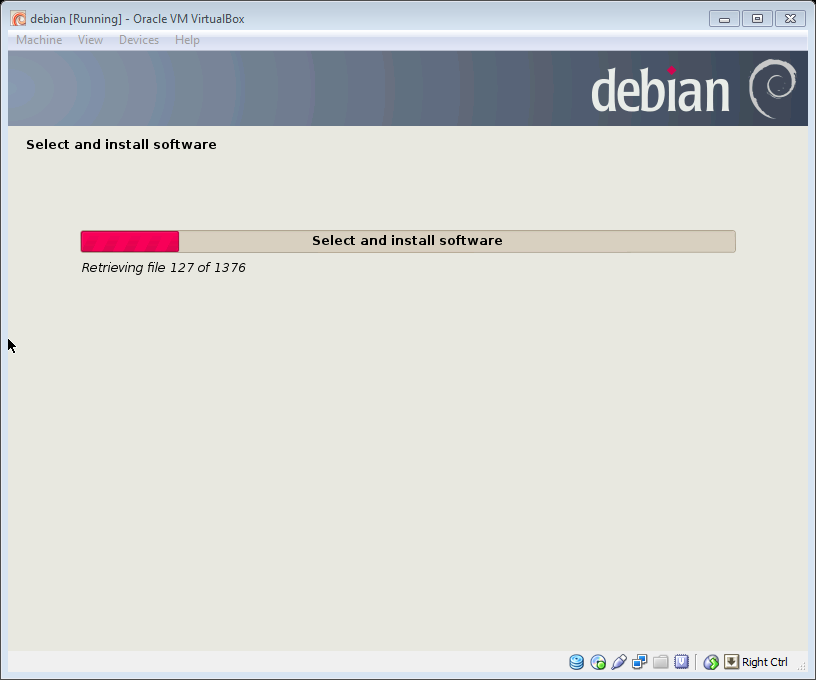 debian [Running] - Oracle VM VirtualBox
Machine View Devices Help
debian
Select and install software
Select and install software
Retrieving file 127 of 1376
Right Ctrl